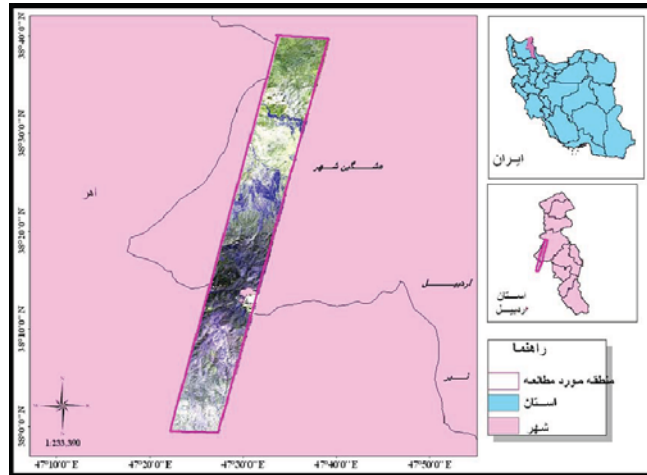 38°40'0"N
38°30'0"N
38°20'0"N
38°10'0"N
38°0'0"N
مشگین شهر
اهر
اردبیل
نیر
1:233,390
47°10'0"E
47°20'0"E
47°30'0"E
47°40'0"E
47°50'0"E
ایران
استان
اردبیل
راهنما
منطقه مورد مطالعه
استان
شهر